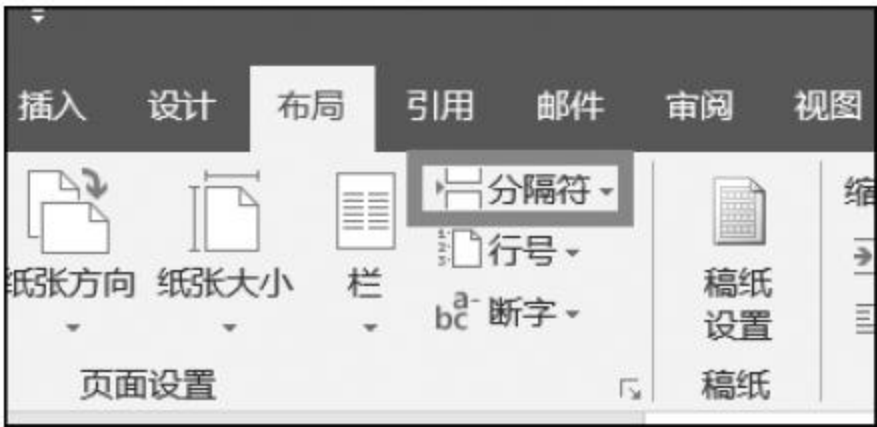 插入 设计 布局 引用 邮件 审阅 视图
分隔符
行号
纸张方向 纸张大小 栏 断字
稿纸
设置
页面设置 稿纸
缩